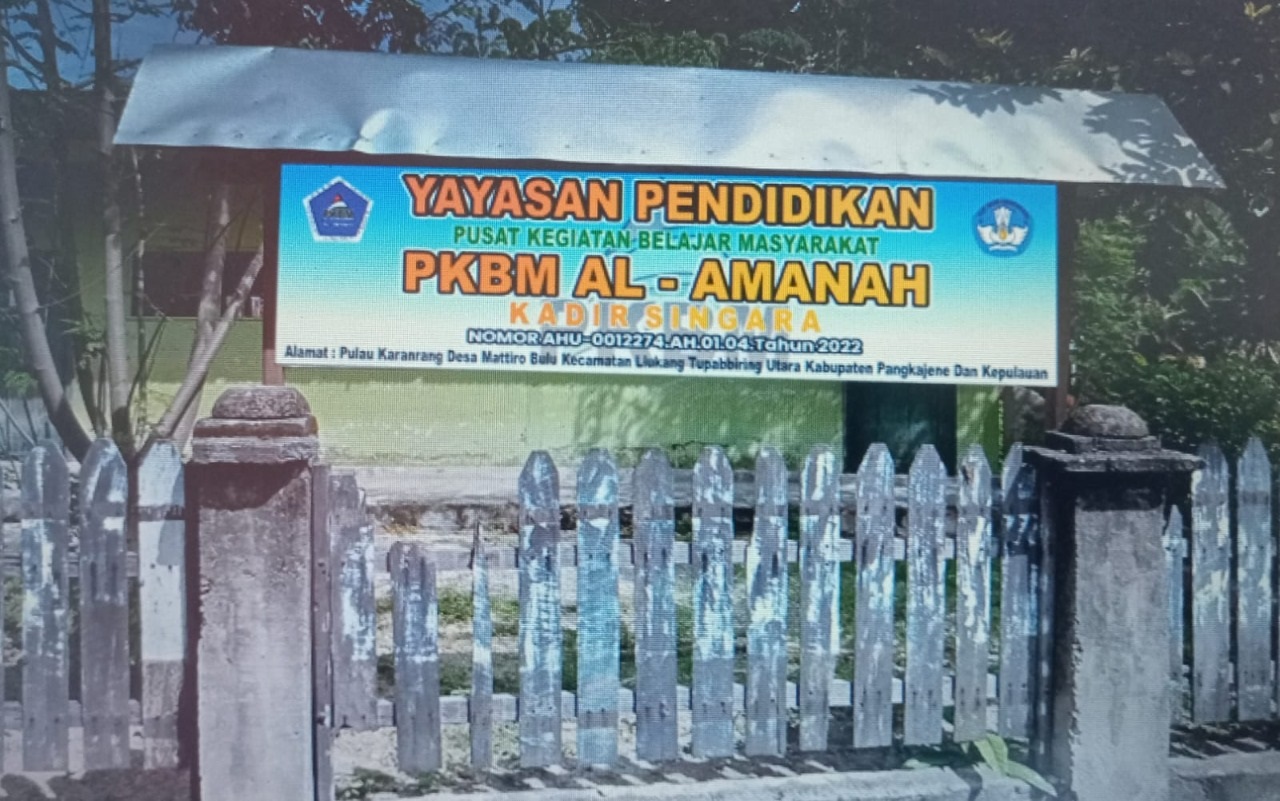 YAYASAN PENDIDIKAN
PUSAT KEGIATAN BELAJAR MASYARAKAT
PKBM AL - AMANAH
KADIR SINGARA
NOMOR AHU-0012274.AH.01.04.Tahun 2022
Alamat : Pulau Karanrang Desa Mattiro Bulu Kecamatan Liukang Tupabbiring Utara Kabupaten Pangkajene Dan Kepulauan
PKBM